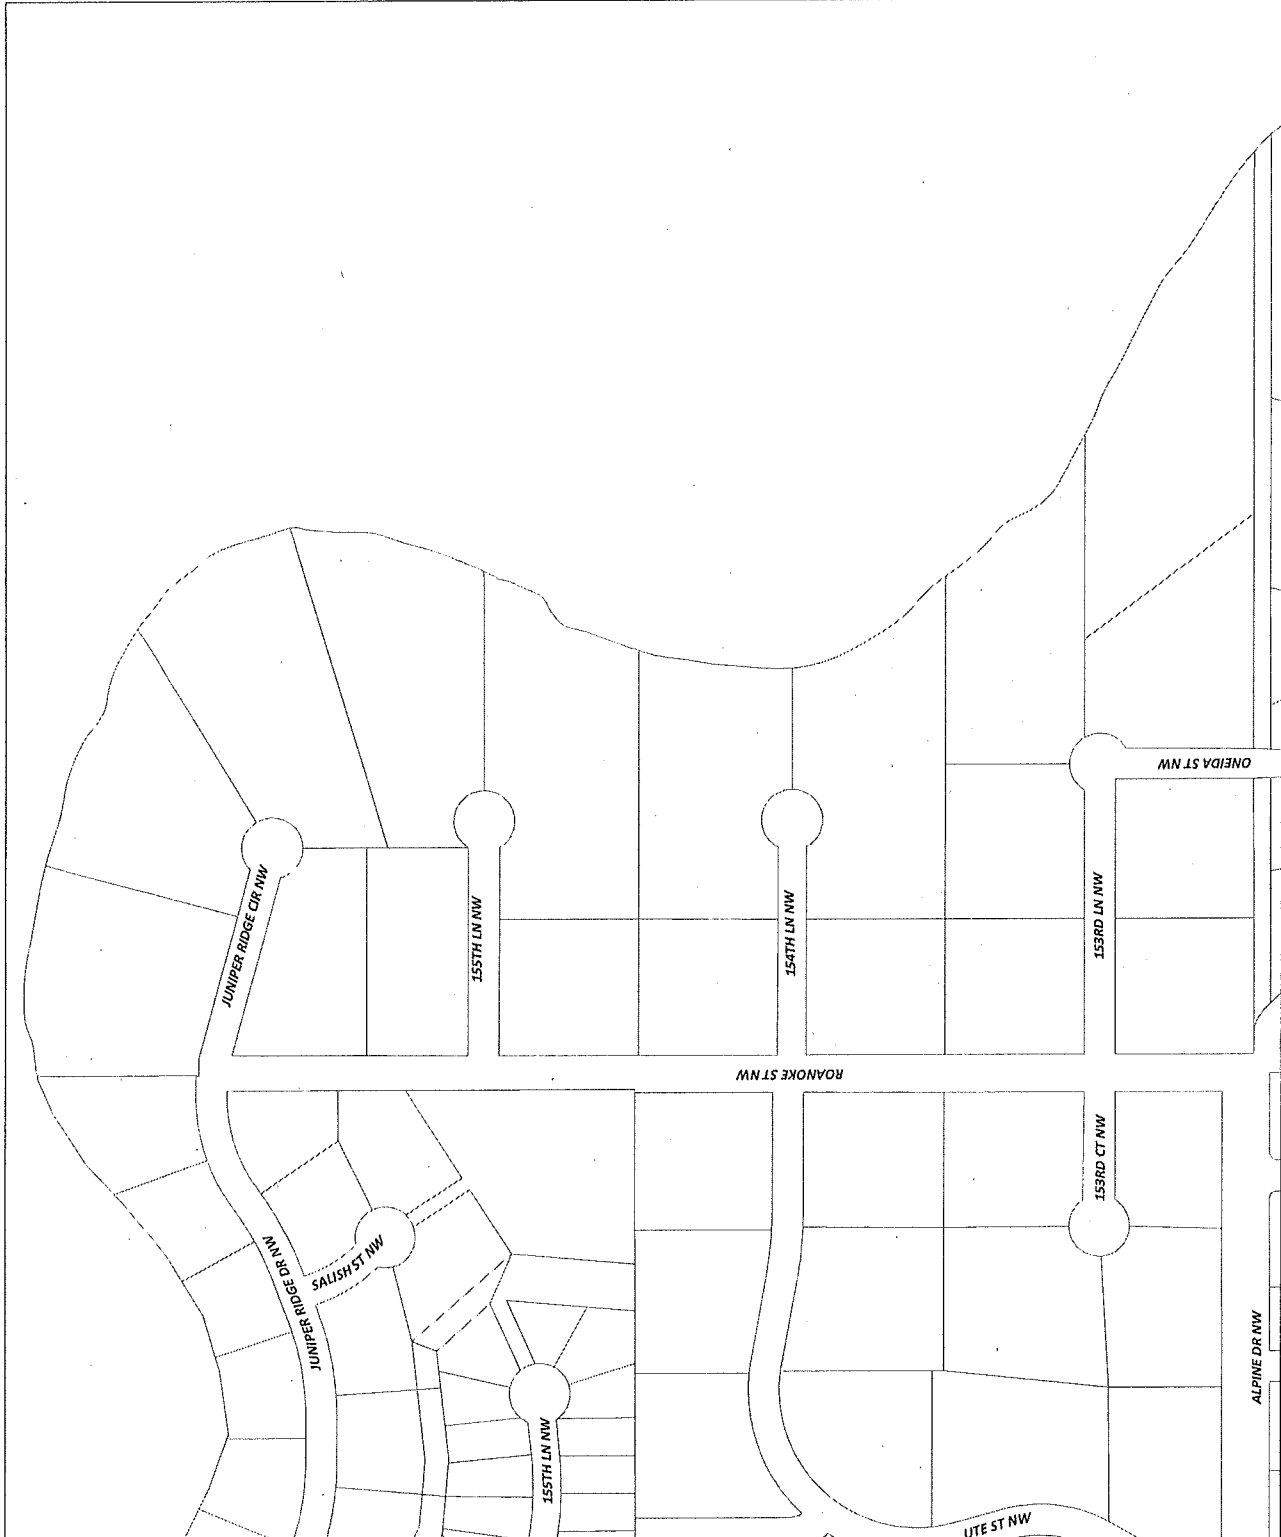 ONEIDA ST NW
JUNIPER RIDGE CIR NW
155TH LN NW
154TH LN NW
153RD LN NW
ROANOKE ST NW
153RD CT NW
JUNIPER RIDGE DR NW
SALISH ST NW
ALPINE DR NW
155TH LN NW
UTE ST NW